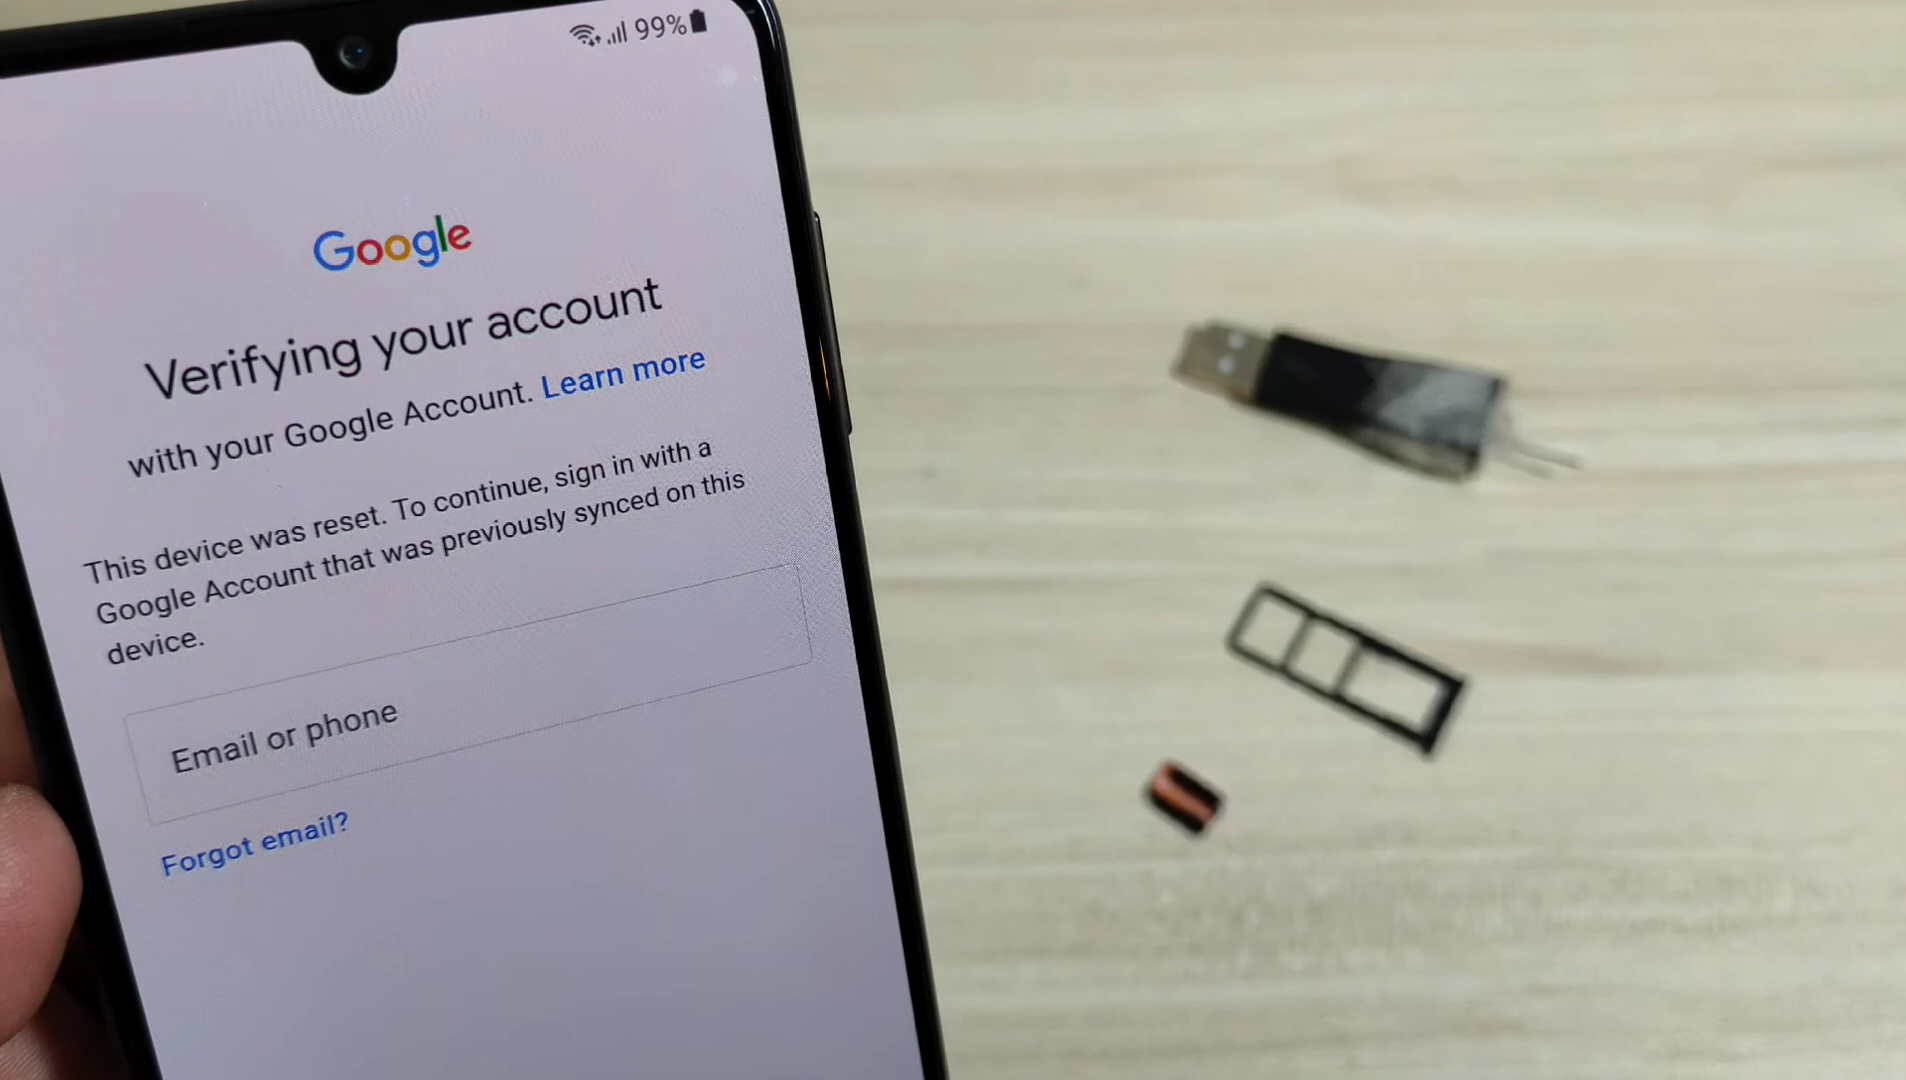 99%
Google
Verifying your account
with your Google Account. Learn more
This device was reset. To continue, sign in with a
Google Account that was previously synced on this
device.
Email or phone
Forgot email?